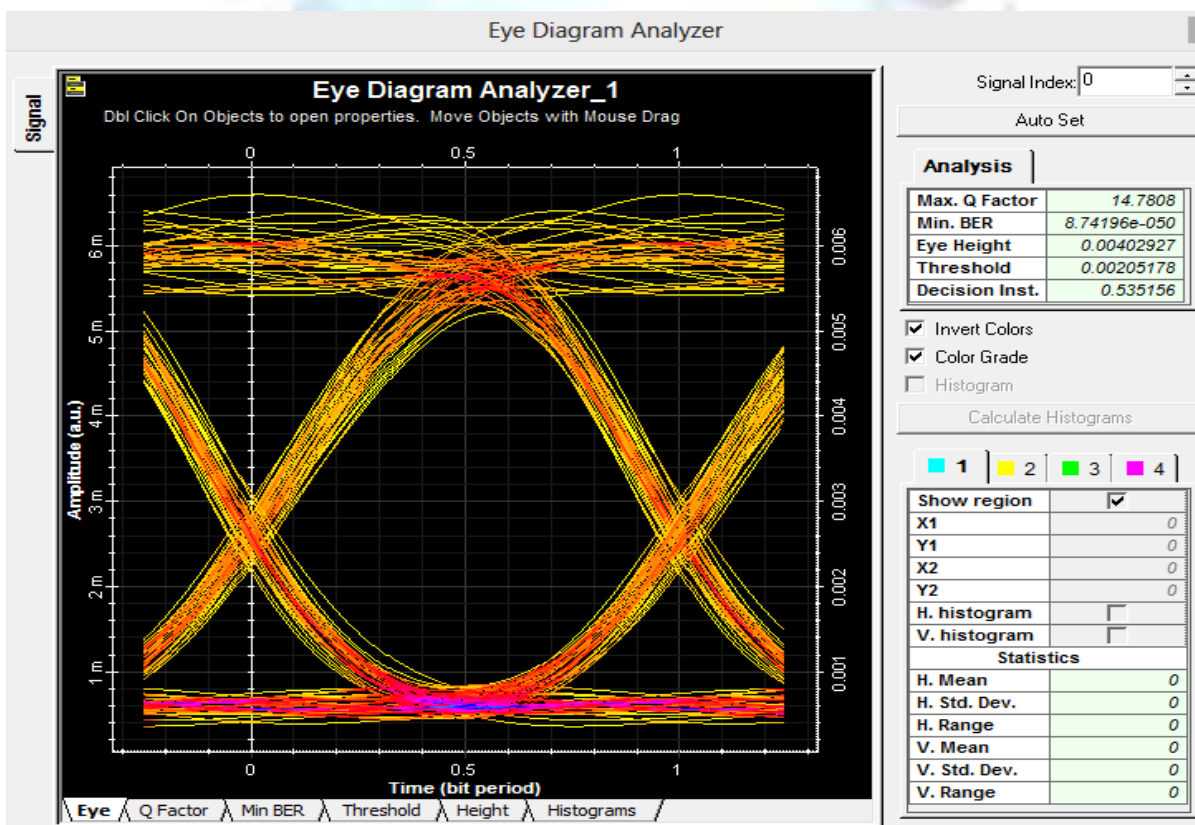 Eye Diagram Analyzer
Signal
Eye Diagram Analyzer_1
Dbl Click On Objects to open properties. Move Objects with Mouse Drag
0 0.5 1
6 m 0.006
5 m 0.005
4 m 0.004
3 m 0.003
2 m 0.002
1 m 0.001
Amplitude (a.u.)
0 0.5 1
Time (bit period)
Eye Q Factor Min BER Threshold Height Histograms
Signal Index: 0
Auto Set
Analysis
Max. Q Factor 14.7808
Min. BER 8.74196e-050
Eye Height 0.00402927
Threshold 0.00205178
Decision Inst. 0.535156
Invert Colors
Color Grade
Histogram
Calculate Histograms
1 2 3 4
Show region
X1 0
Y1 0
X2 0
Y2 0
H. histogram
V. histogram
Statistics
H. Mean 0
H. Std. Dev. 0
H. Range 0
V. Mean 0
V. Std. Dev. 0
V. Range 0